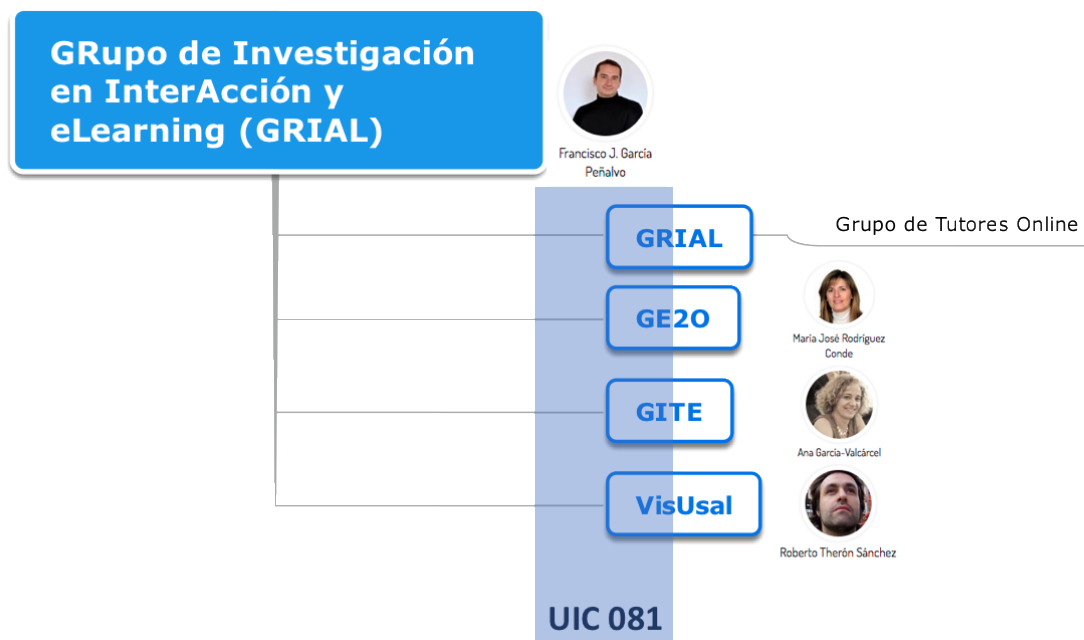 GRupo de Investigación
en InterAcción y
eLearning (GRIAL)
Francisco J. García
Peñalvo
GRIAL
Grupo de Tutores Online
GE2O
María José Rodríguez
Conde
GITE
Ana García-Valcárcel
VisUsal
Roberto Therón Sánchez
UIC 081